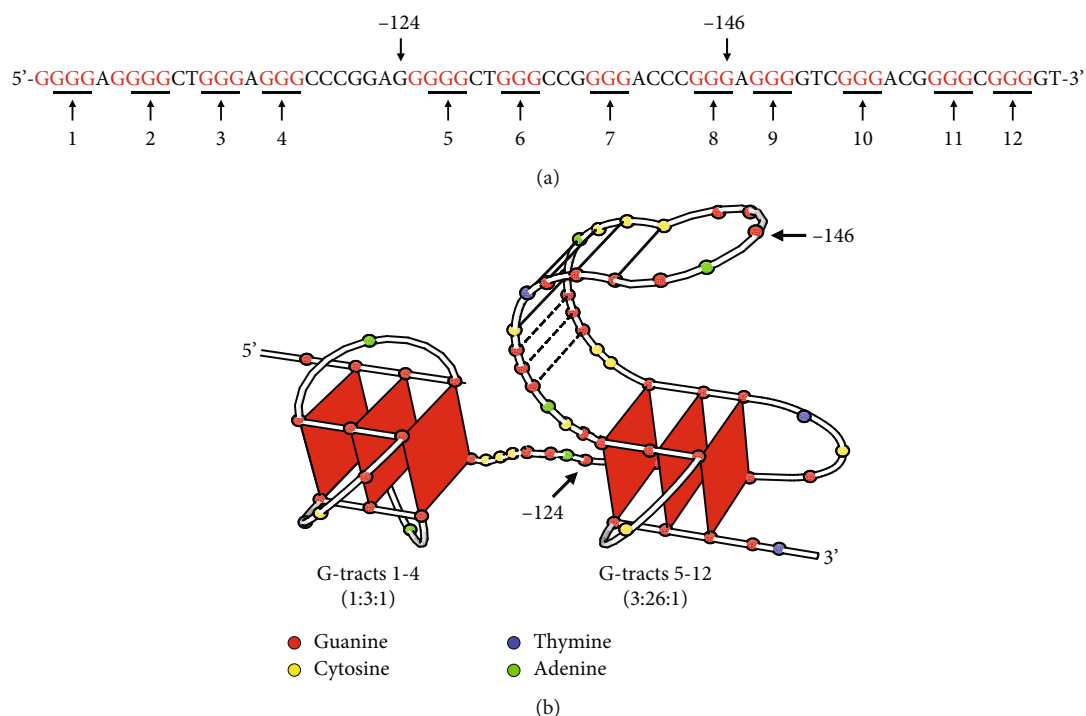 –124 –146
5’-GGGGAGGGGCTGGGAGGGCCCGGAGGGGGCTGGGCCGGGGACCCGGGAGGGGTCGGGACGGGGCGGGGT-3’
1 2 3 4 5 6 7 8 9 10 11 12
(a)
–146
5’
–124
3’
G-tracts 1-4 G-tracts 5-12
(1:3:1) (3:26:1)
Guanine Thymine
Cytosine Adenine
(b)